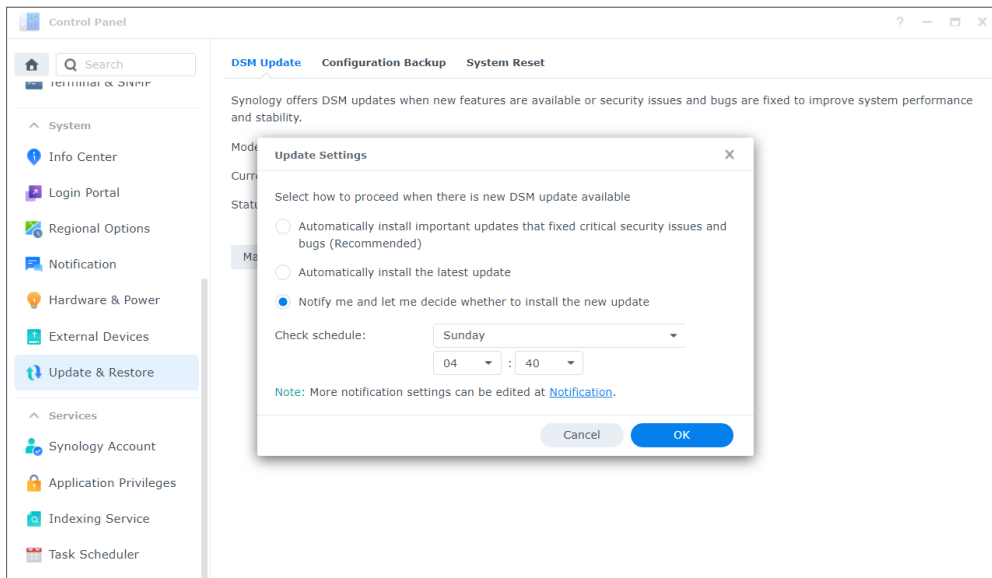 Control Panel
?
Search
Terminal & SNMP
System
Info Center
Login Portal
Regional Options
Notification
Hardware & Power
External Devices
Update & Restore
Services
Synology Account
Application Privileges
Indexing Service
Task Scheduler
DSM Update Configuration Backup System Reset
Synology offers DSM updates when new features are available or security issues and bugs are fixed to improve system performance
and stability.
Mode
Curr
Statu
Ma
Update Settings
Select how to proceed when there is new DSM update available
Automatically install important updates that fixed critical security issues and
bugs (Recommended)
Automatically install the latest update
Notify me and let me decide whether to install the new update
Check schedule: Sunday
04 : 40
Note: More notification settings can be edited at Notification.
Cancel OK